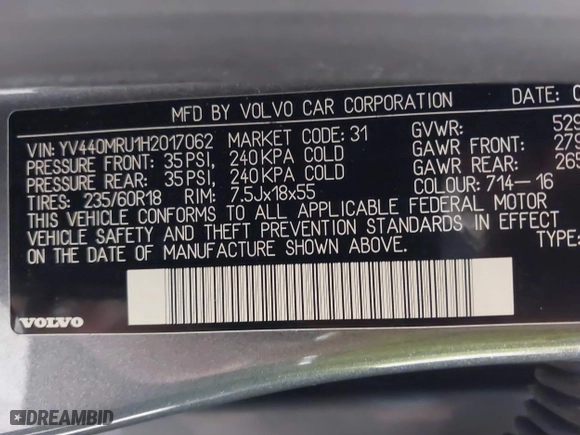 MFD BY VOLVO CAR CORPORATION DATE:
VIN: YV440MRU1H2017062 MARKET CODE: 31 GVWR: 529
PRESSURE FRONT: 35 PSI, 240 KPA COLD GAWR FRONT: 279
PRESSURE REAR: 35 PSI, 240 KPA COLD GAWR REAR: 265
TIRES: 235/60R18 RIM: 7.5Jx18x55 COLOUR: 714-16
THIS VEHICLE CONFORMS TO ALL APPLICABLE FEDERAL MOTOR
VEHICLE SAFETY AND THEFT PREVENTION STANDARDS IN EFFECT
ON THE DATE OF MANUFACTURE SHOWN ABOVE. TYPE:
VOLVO
DREAMBID